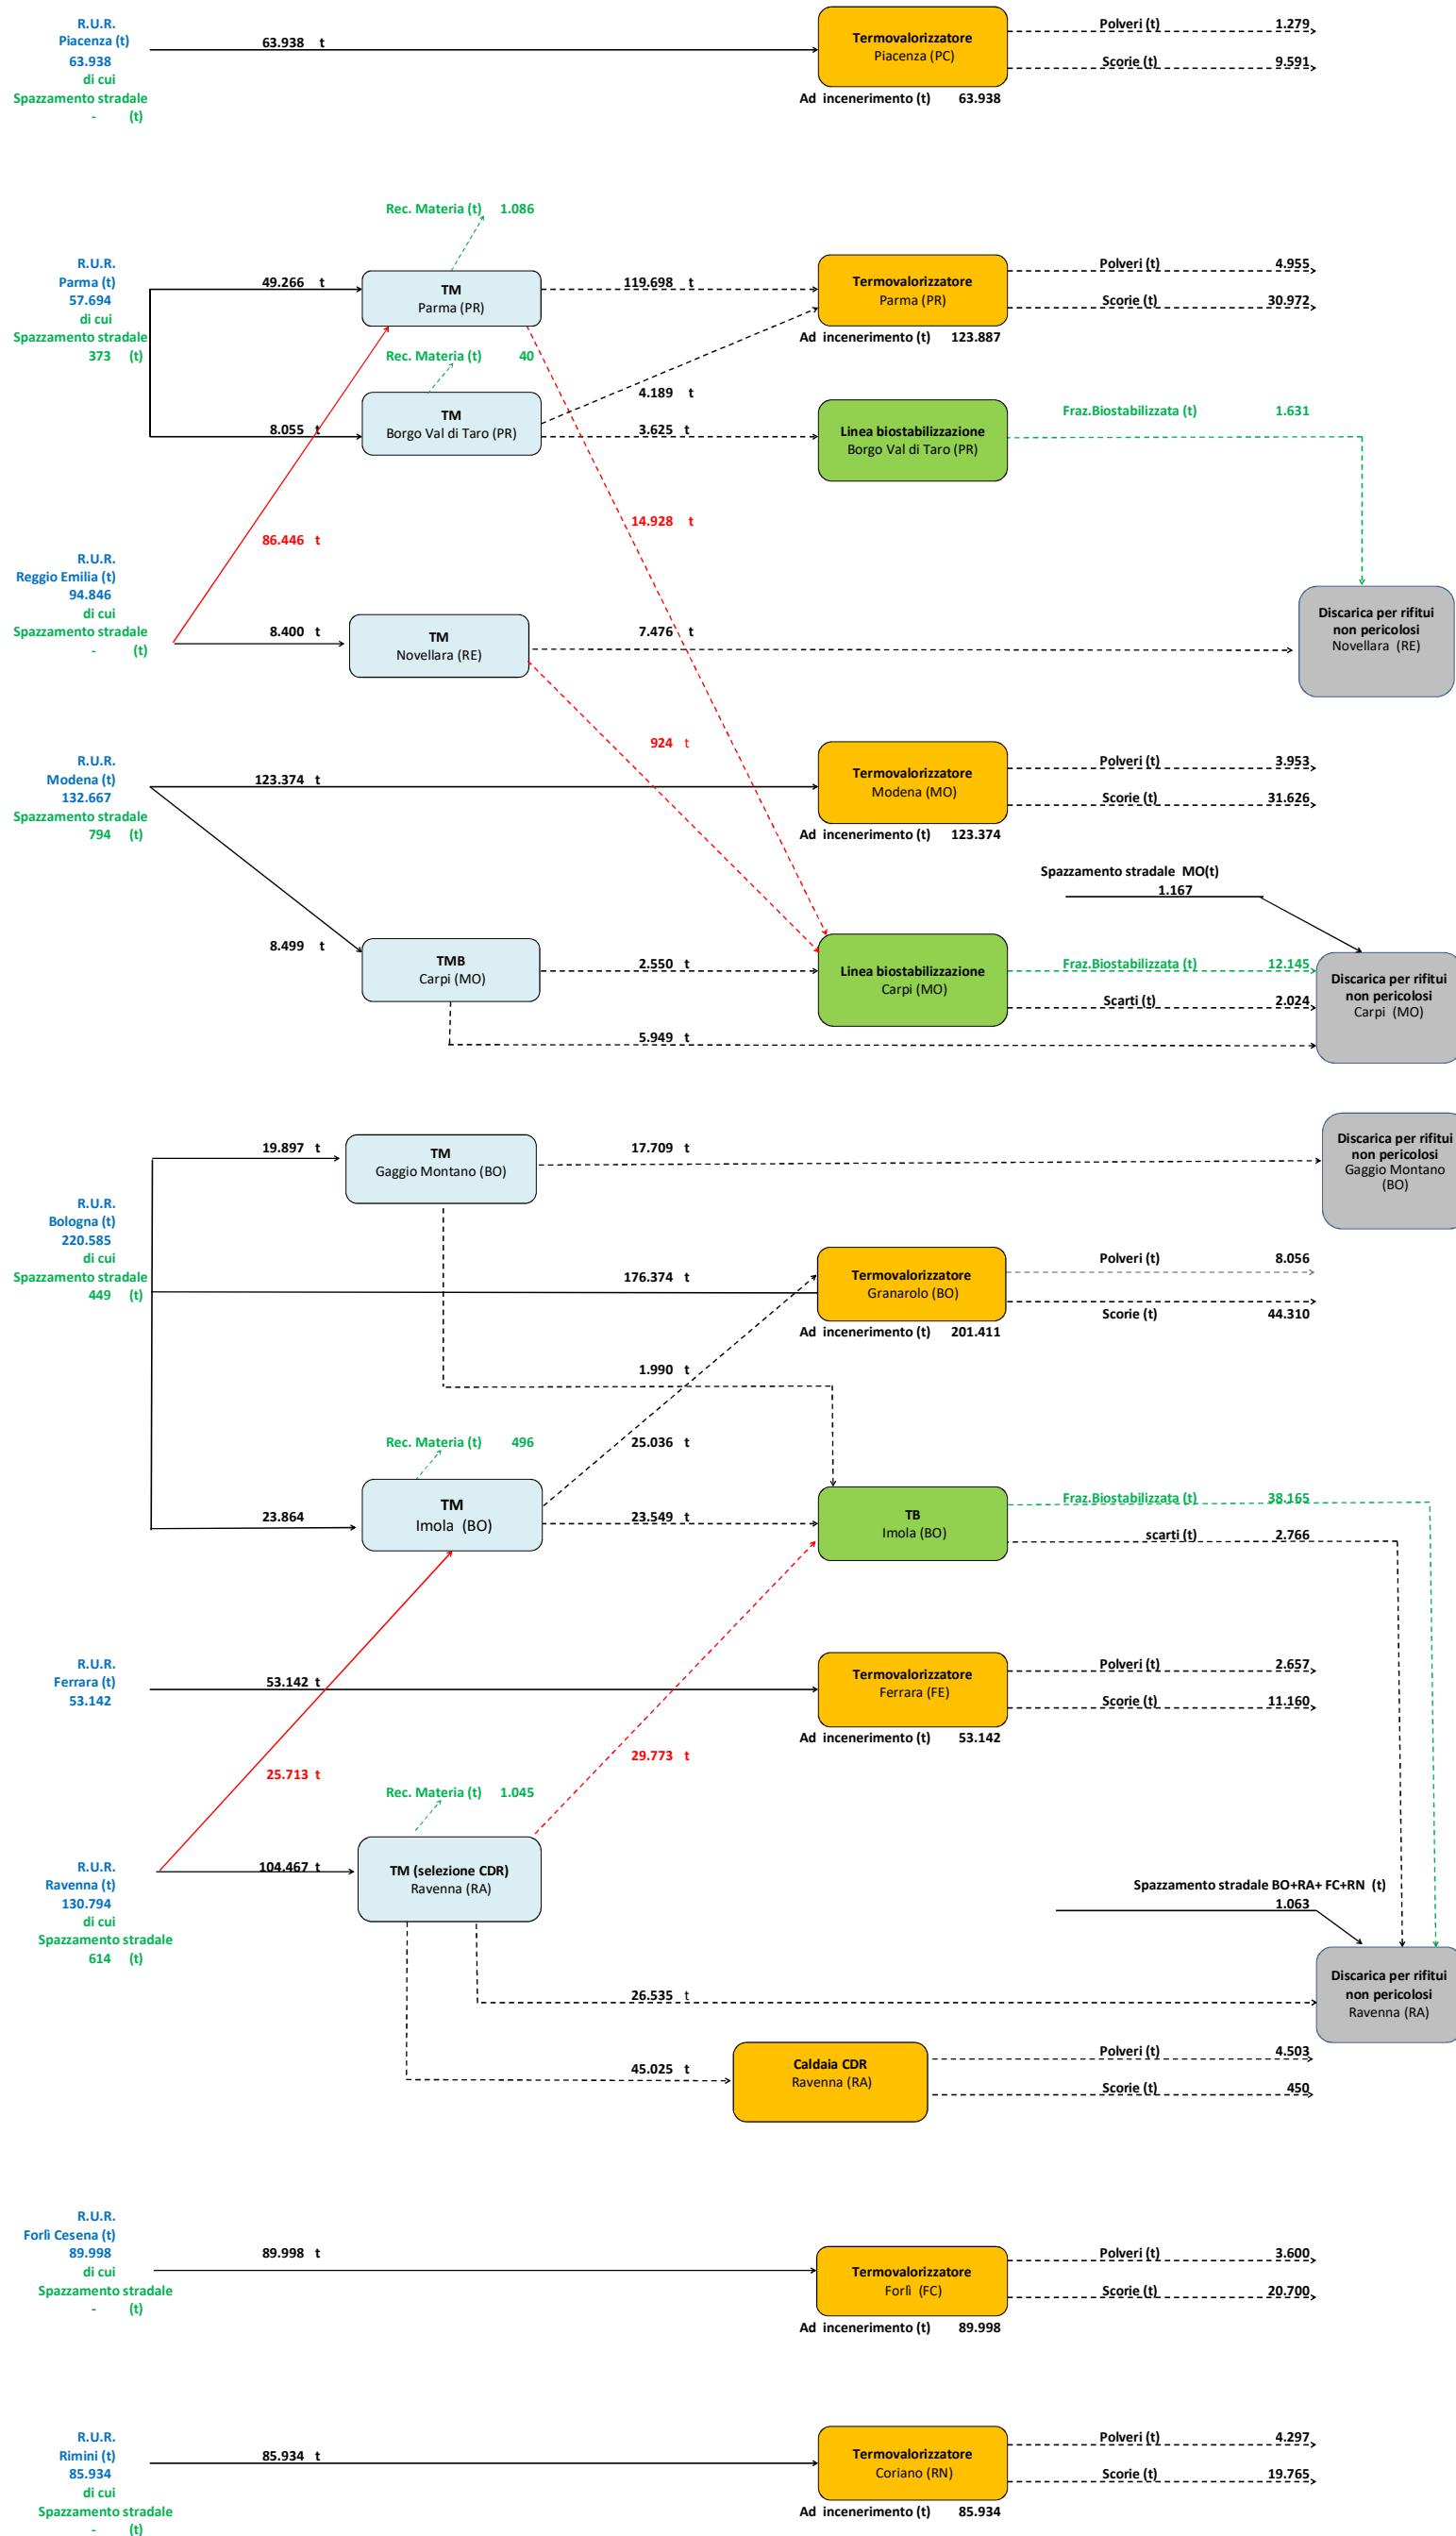 R.U.R.
Piacenza (t)
63.938
di cui
Spazzamento stradale
- (t)
63.938 t
Termovalorizzatore
Piacenza (PC)
Ad incenerimento (t) 63.938
Polveri (t) 1.279
Scorie (t) 9.591
Rec. Materia (t) 1.086
R.U.R.
Parma (t)
57.694
di cui
Spazzamento stradale
373 (t)
49.266 t
TM
Parma (PR)
119.698 t
Termovalorizzatore
Parma (PR)
Ad incenerimento (t) 123.887
Polveri (t) 4.955
Scorie (t) 30.972
Rec. Materia (t) 40
8.055 t
TM
Borgo Val di Taro (PR)
4.189 t
3.625 t
Linea biostabilizzazione
Borgo Val di Taro (PR)
Fraz.Biostabilizzata (t) 1.631
86.446 t
14.928 t
R.U.R.
Reggio Emilia (t)
94.846
di cui
Spazzamento stradale
- (t)
8.400 t
TM
Novellara (RE)
7.476 t
Discarica per rifitui
non pericolosi
Novellara (RE)
924 t
R.U.R.
Modena (t)
132.667
Spazzamento stradale
794 (t)
123.374 t
Termovalorizzatore
Modena (MO)
Ad incenerimento (t) 123.374
Polveri (t) 3.953
Scorie (t) 31.626
Spazzamento stradale MO(t)
1.167
8.499 t
TMB
Carpi (MO)
2.550 t
Linea biostabilizzazione
Carpi (MO)
Fraz.Biostabilizzata (t) 12.145
Scarti (t) 2.024
5.949 t
Discarica per rifitui
non pericolosi
Carpi (MO)
19.897 t
TM
Gaggio Montano (BO)
17.709 t
Discarica per rifitui
non pericolosi
Gaggio Montano
(BO)
R.U.R.
Bologna (t)
220.585
di cui
Spazzamento stradale
449 (t)
176.374 t
Termovalorizzatore
Granarolo (BO)
Ad incenerimento (t) 201.411
Polveri (t) 8.056
Scorie (t) 44.310
1.990 t
Rec. Materia (t) 496
25.036 t
23.864
TM
Imola (BO)
23.549 t
TB
Imola (BO)
Fraz.Biostabilizzata (t) 38.165
scarti (t) 2.766
R.U.R.
Ferrara (t)
53.142
53.142 t
Termovalorizzatore
Ferrara (FE)
Ad incenerimento (t) 53.142
Polveri (t) 2.657
Scorie (t) 11.160
25.713 t
29.773 t
Rec. Materia (t) 1.045
R.U.R.
Ravenna (t)
130.794
di cui
Spazzamento stradale
614 (t)
104.467 t
TM (selezione CDR)
Ravenna (RA)
Spazzamento stradale BO+RA+ FC+RN (t)
1.063
26.535 t
Discarica per rifitui
non pericolosi
Ravenna (RA)
45.025 t
Caldaia CDR
Ravenna (RA)
Polveri (t) 4.503
Scorie (t) 450
R.U.R.
Forlì Cesena (t)
89.998
di cui
Spazzamento stradale
- (t)
89.998 t
Termovalorizzatore
Forlì (FC)
Ad incenerimento (t) 89.998
Polveri (t) 3.600
Scorie (t) 20.700
R.U.R.
Rimini (t)
85.934
di cui
Spazzamento stradale
- (t)
85.934 t
Termovalorizzatore
Coriano (RN)
Ad incenerimento (t) 85.934
Polveri (t) 4.297
Scorie (t) 19.765